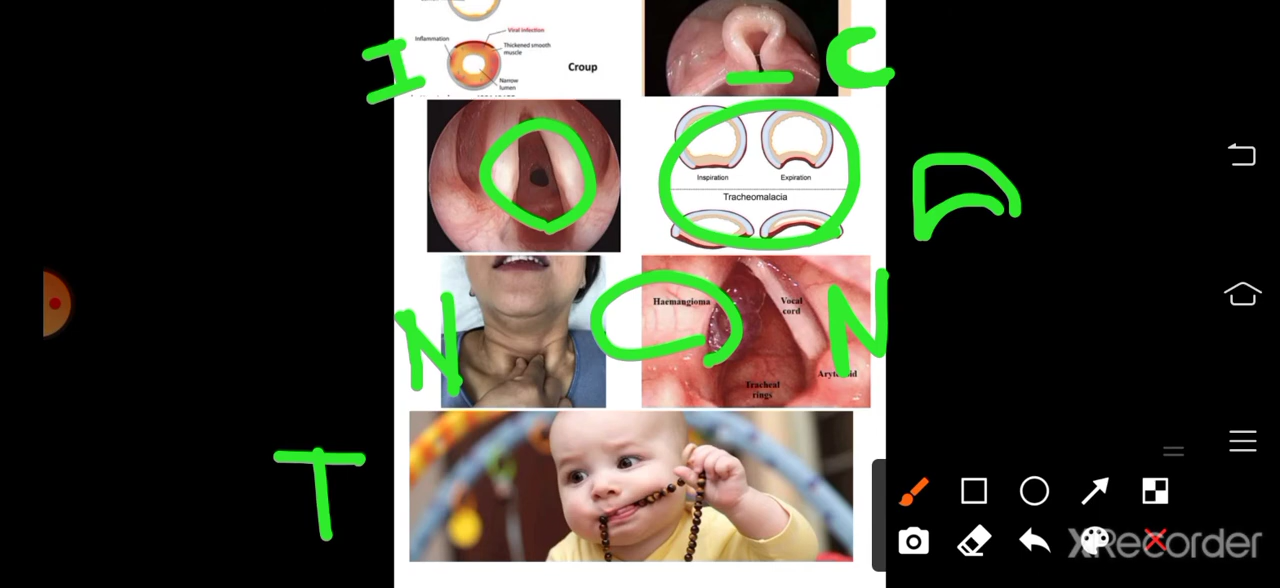 Viral infection
Inflammation
Thickened smooth
muscle
Croup
Narrow
lumen
I
C
Inspiration
Expiration
Tracheomalacia
Haemangioma
Vocal
cord
N
N
Tracheal
rings
T
XRecorder